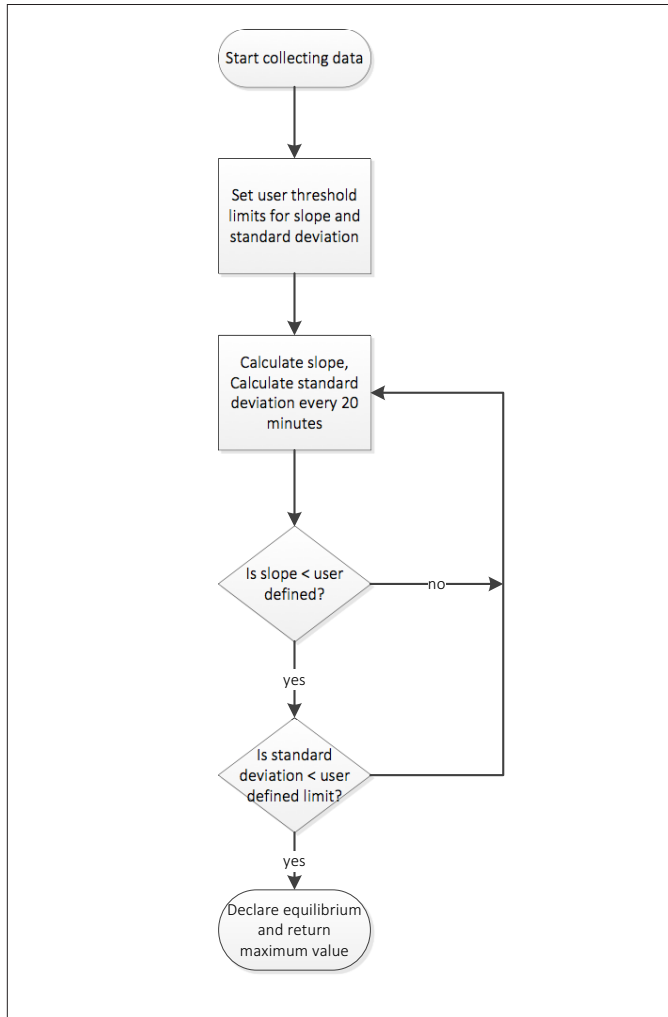 Start collecting data
Set user threshold
limits for slope and
standard deviation
Calculate slope,
Calculate standard
deviation every 20
minutes
Is slope < user
defined?
no
yes
Is standard
deviation < user
defined limit?
yes
Declare equilibrium
and return
maximum value